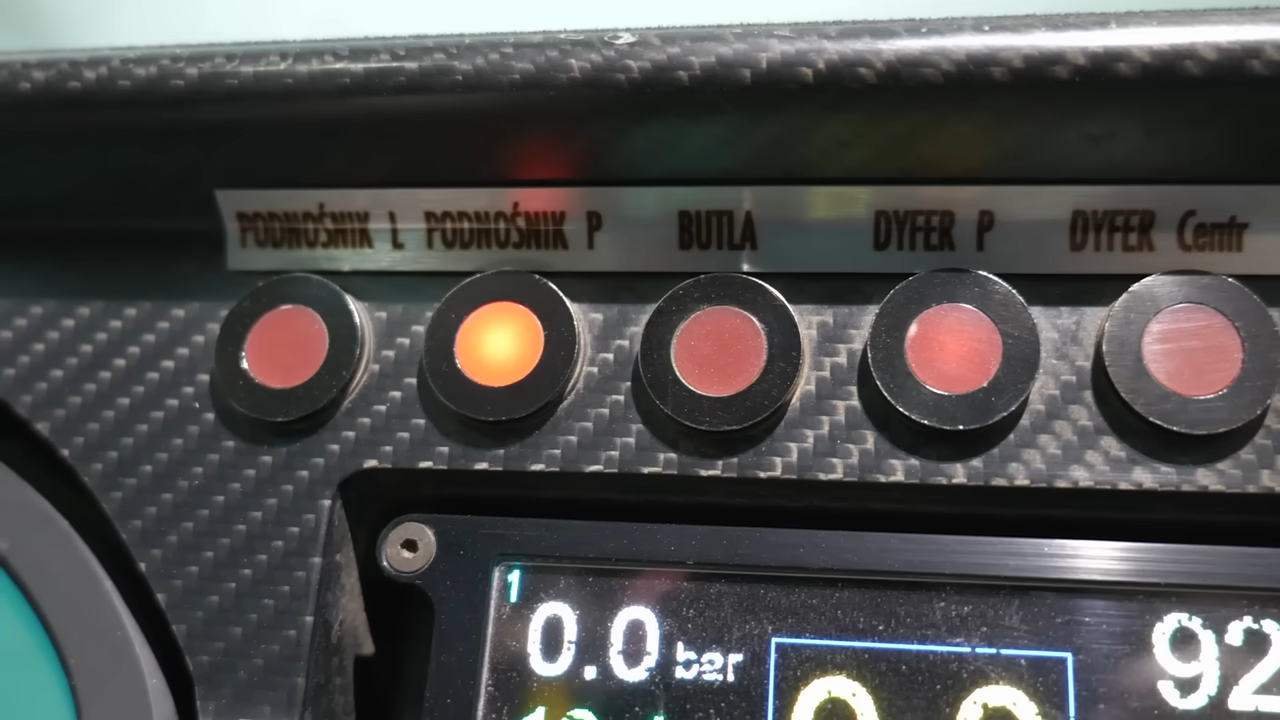 PODNOŚNIK L PODNOŚNIK P BUTLA DYFER P DYFER Centr
1
0.0 bar
92